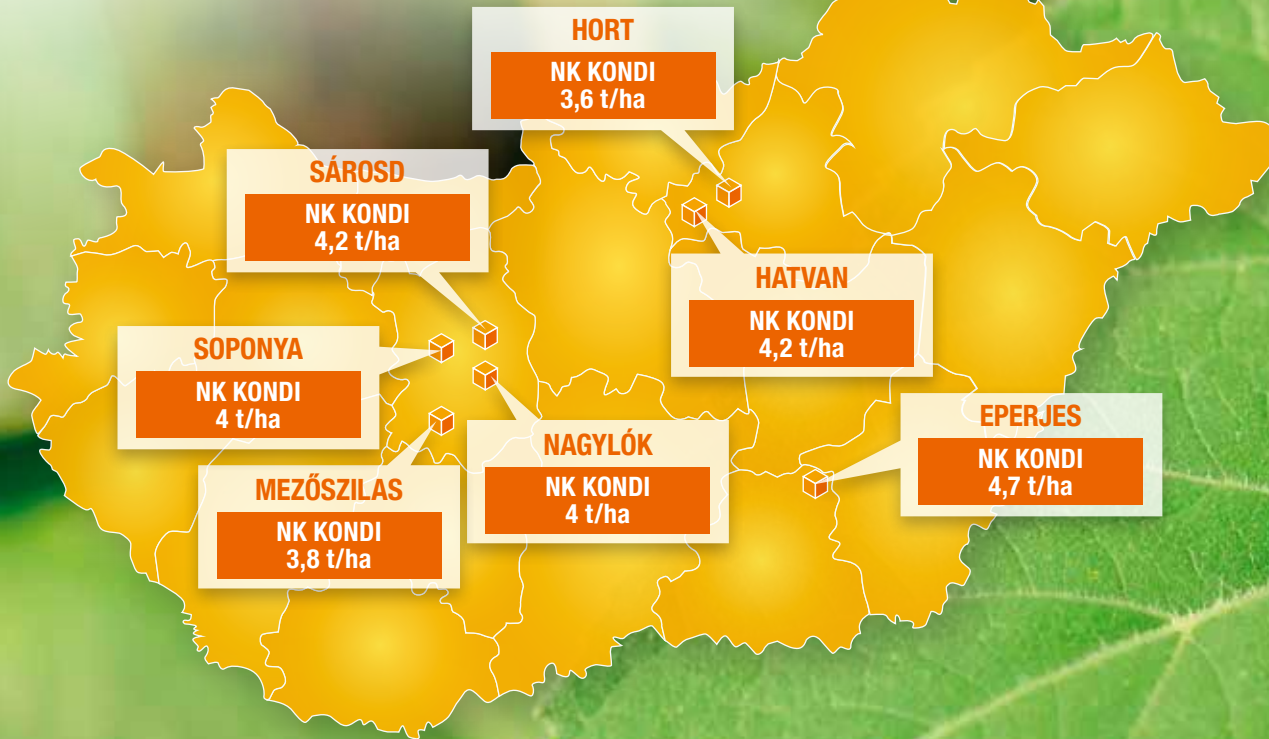 HORT
NK KONDI
3,6 t/ha
SÁROSD
NK KONDI
4,2 t/ha
HATVAN
NK KONDI
4,2 t/ha
SOPONYA
NK KONDI
4 t/ha
EPERJES
NK KONDI
4,7 t/ha
NAGYLÓK
NK KONDI
4 t/ha
MEZŐSZILAS
NK KONDI
3,8 t/ha